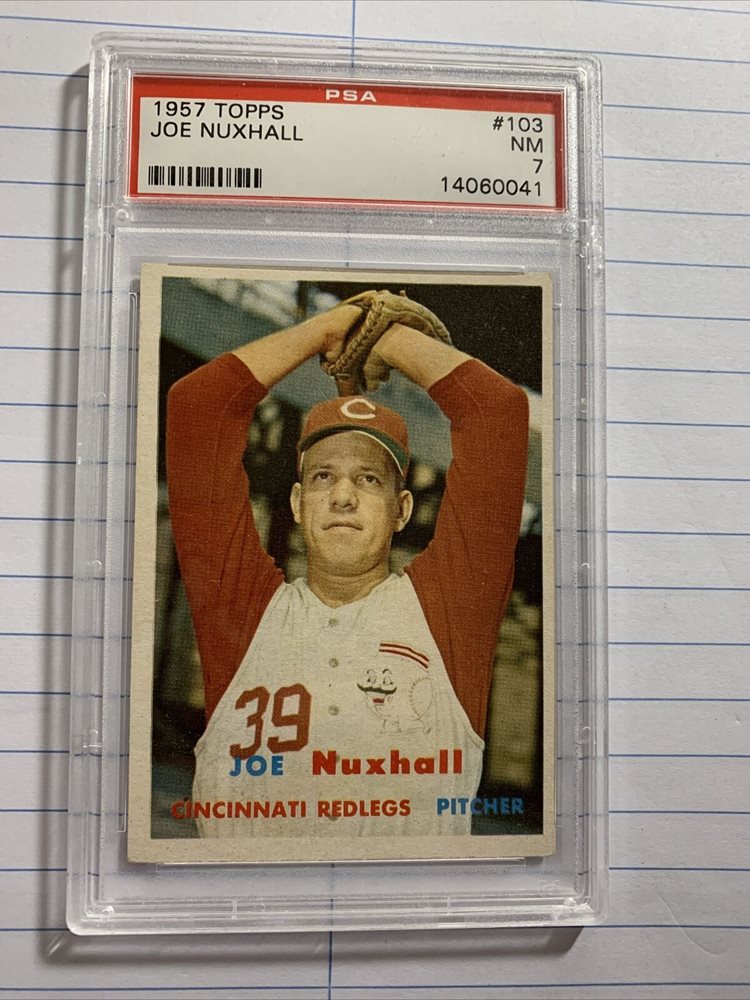 PSA
1957 TOPPS #103
JOE NUXHALL NM
7
14060041
C
39
JOE Nuxhall
CINCINNATI REDLEGS PITCHER